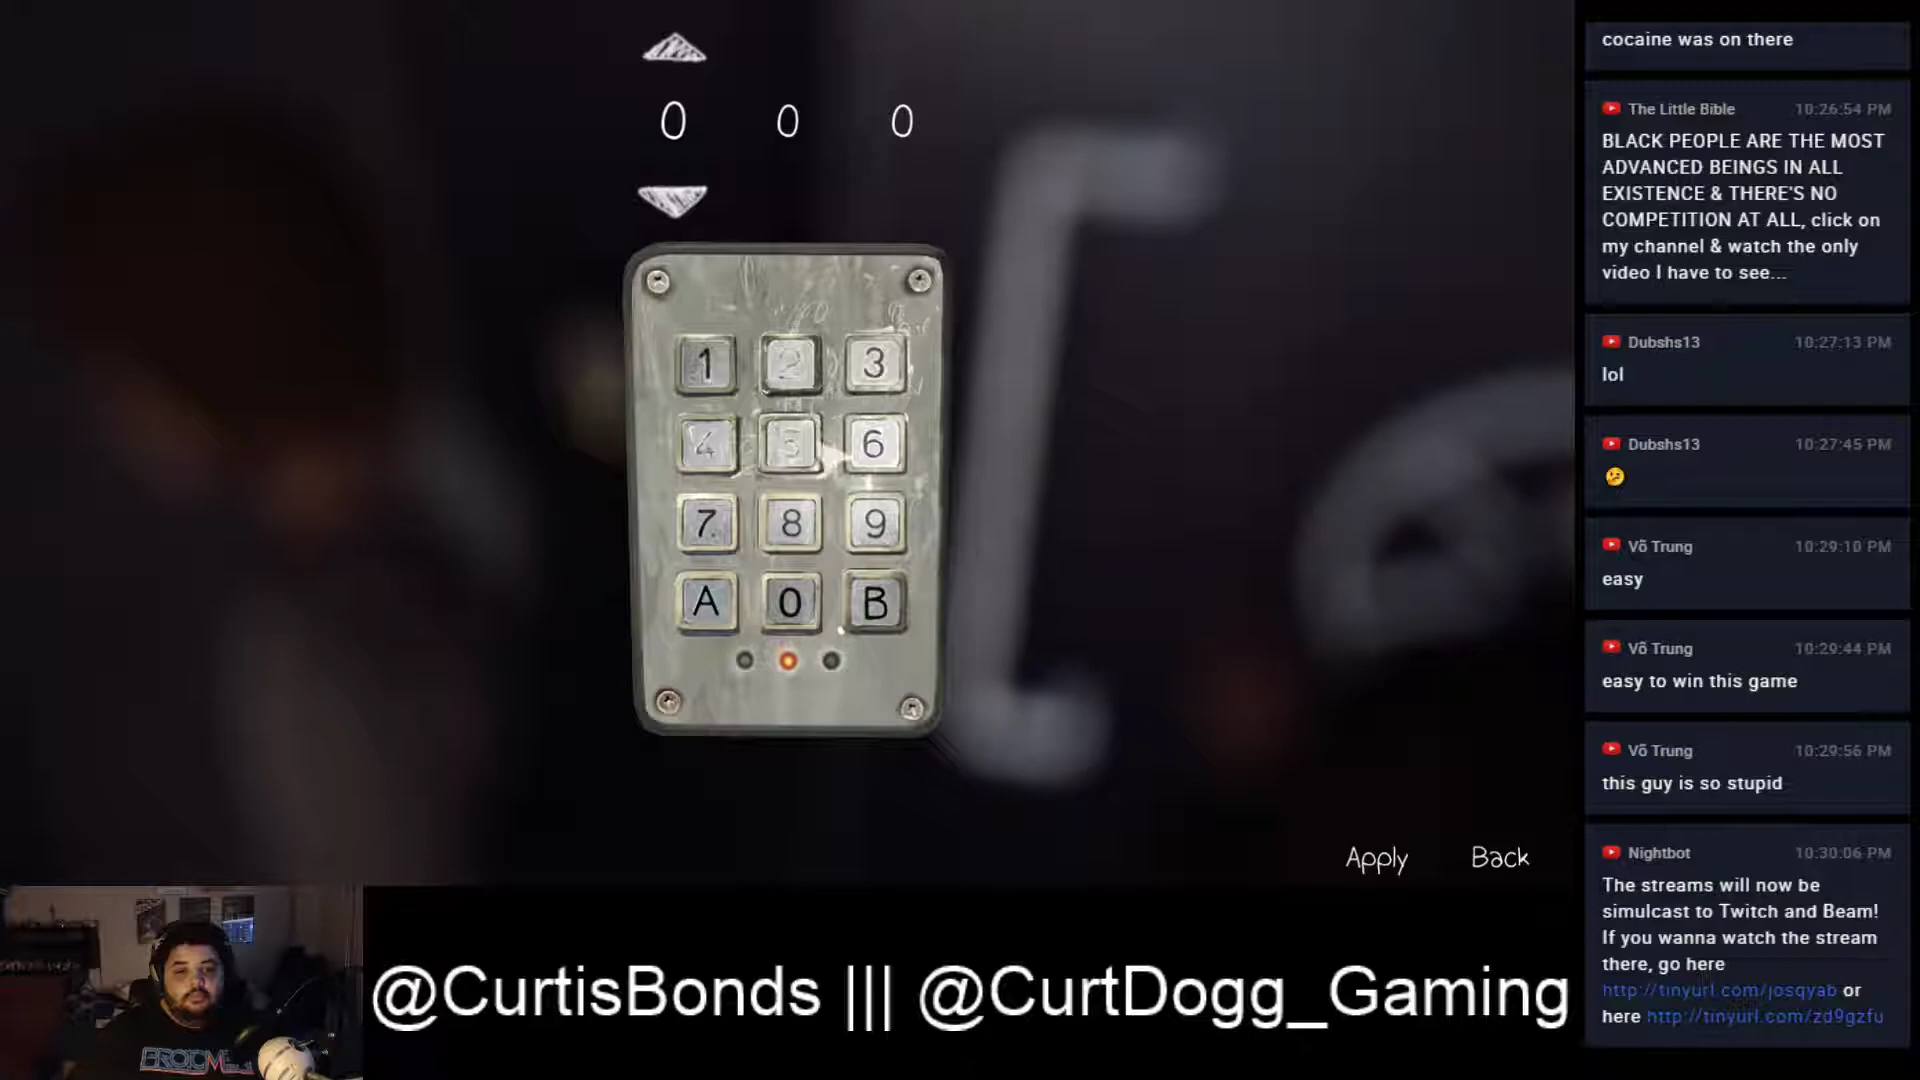 0 0 0
1 2 3
4 5 6
7 8 9
A 0 B
Apply Back
@CurtisBonds ||| @CurtDogg_Gaming
cocaine was on there
The Little Bible 10:26:54 PM
BLACK PEOPLE ARE THE MOST
ADVANCED BEINGS IN ALL
EXISTENCE & THERE'S NO
COMPETITION AT ALL, click on
my channel & watch the only
video I have to see...
Dubshs13 10:27:13 PM
lol
Dubshs13 10:27:45 PM
🤔
Võ Trung 10:29:10 PM
easy
Võ Trung 10:29:44 PM
easy to win this game
Võ Trung 10:29:56 PM
this guy is so stupid
Nightbot 10:30:06 PM
The streams will now be
simulcast to Twitch and Beam!
If you wanna watch the stream
there, go here
http://tinyurl.com/josqyab or
here http://tinyurl.com/zd9gzfu